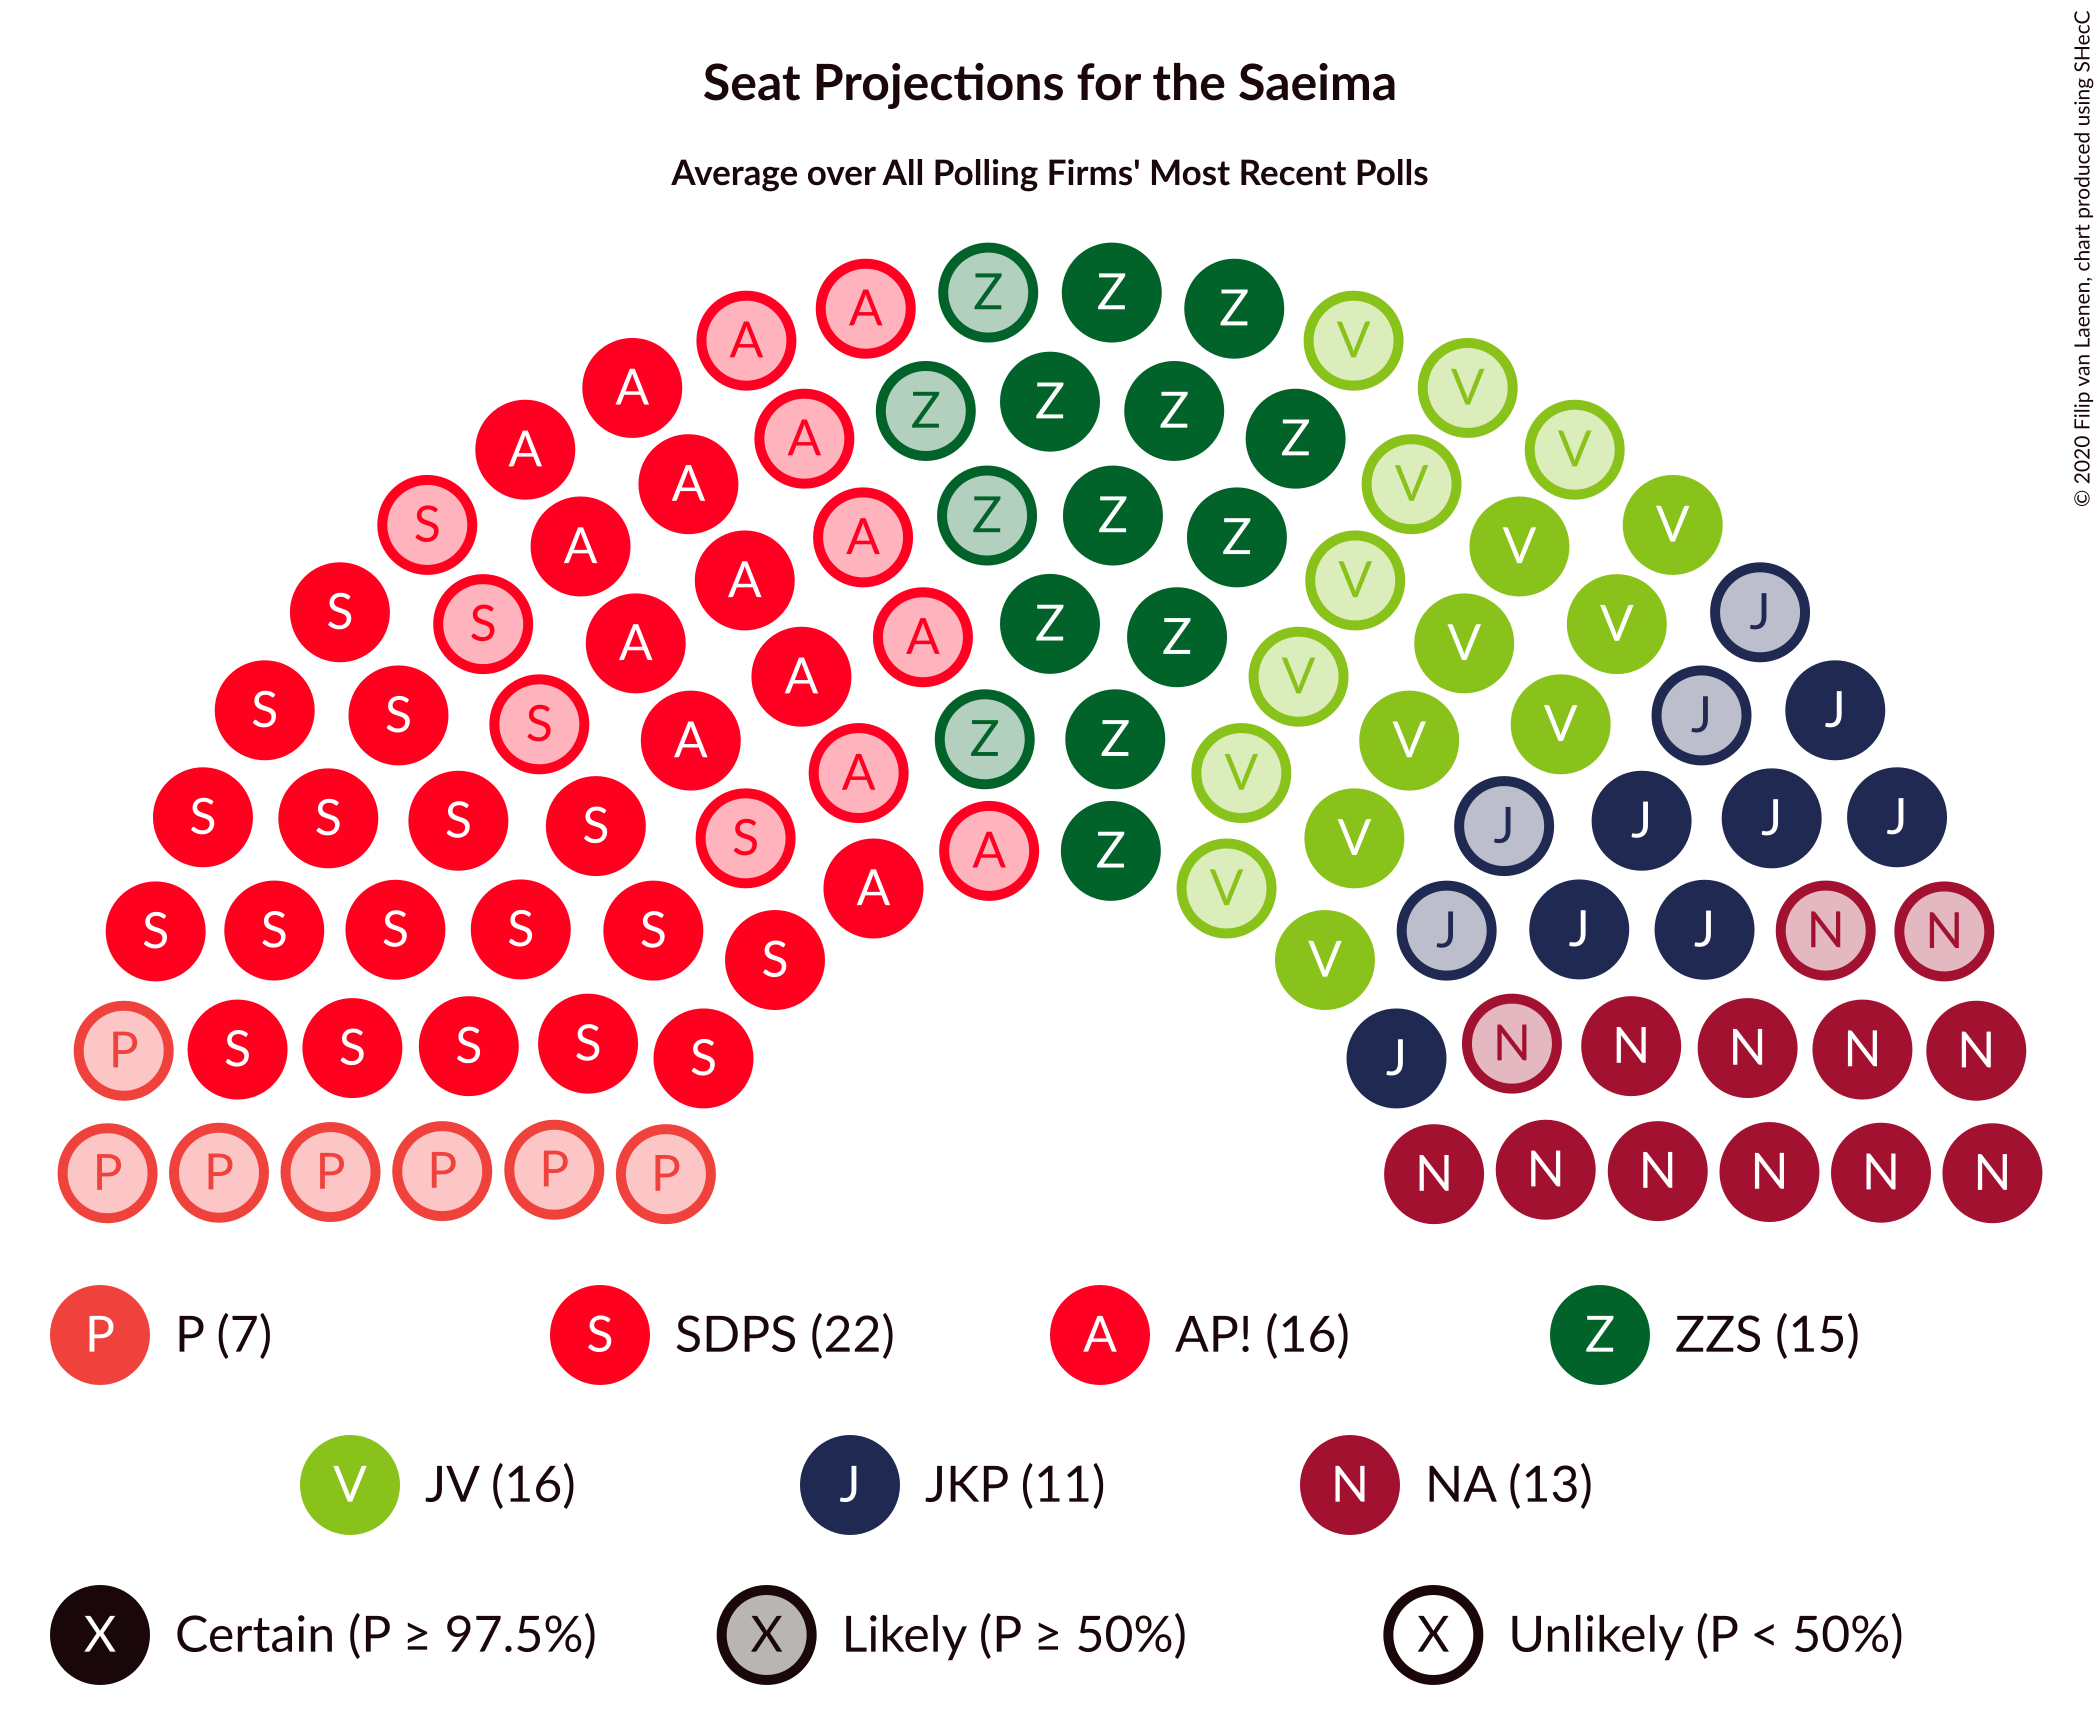 Seat Projections for the Saeima
Average over All Polling Firms' Most Recent Polls
© 2020 Filip van Laenen, chart produced using SHecC
Z Z Z
A A V V
A Z Z Z Z V
A A V V
S A Z Z Z V V
S A A Z Z V V J
S S A A V V J
S S S A Z Z V V J J
S S S S S A A Z V V J J J J
S S S S S S A V J J J N N
P S S S S S J N N N N N
P P P P P P N N N N N N
P P (7) S SDPS (22) A AP! (16) Z ZZS (15)
V JV (16) J JKP (11) N NA (13)
X Certain (P ≥ 97.5%) X Likely (P ≥ 50%) X Unlikely (P < 50%)